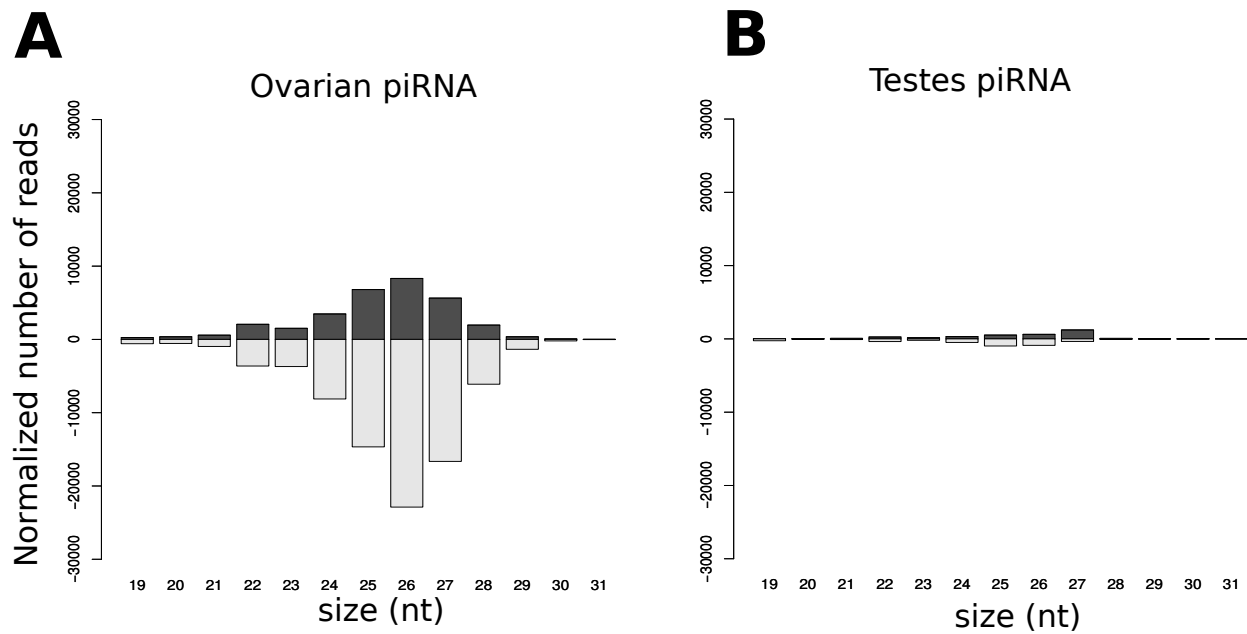 A
Ovarian piRNA
Normalized number of reads
30000
20000
10000
0
-10000
-20000
-30000
19 20 21 22 23 24 25 26 27 28 29 30 31
size (nt)
B
Testes piRNA
30000
20000
10000
0
-10000
-20000
-30000
19 20 21 22 23 24 25 26 27 28 29 30 31
size (nt)